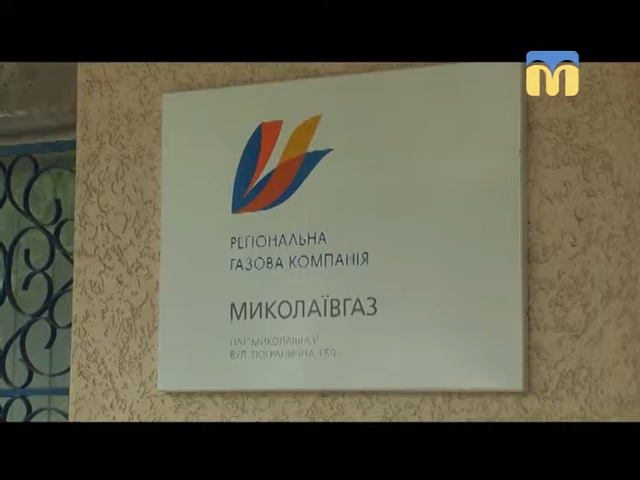 РЕГІОНАЛЬНА
ГАЗОВА КОМПАНІЯ
МИКОЛАЇВГАЗ
ПАТ "МИКОЛАЇВГАЗ"
ВУЛ. ПОГРАНИЧНА, 159